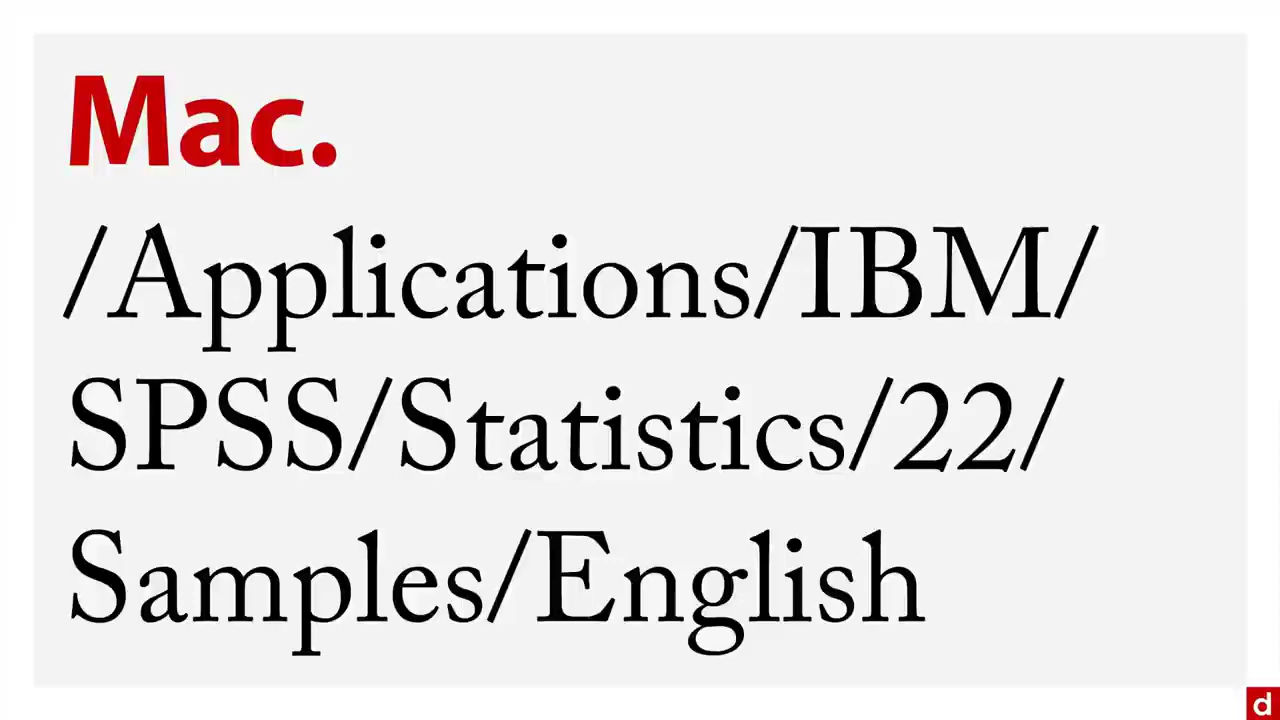 Mac.
/Applications/IBM/
SPSS/Statistics/22/
Samples/English
d